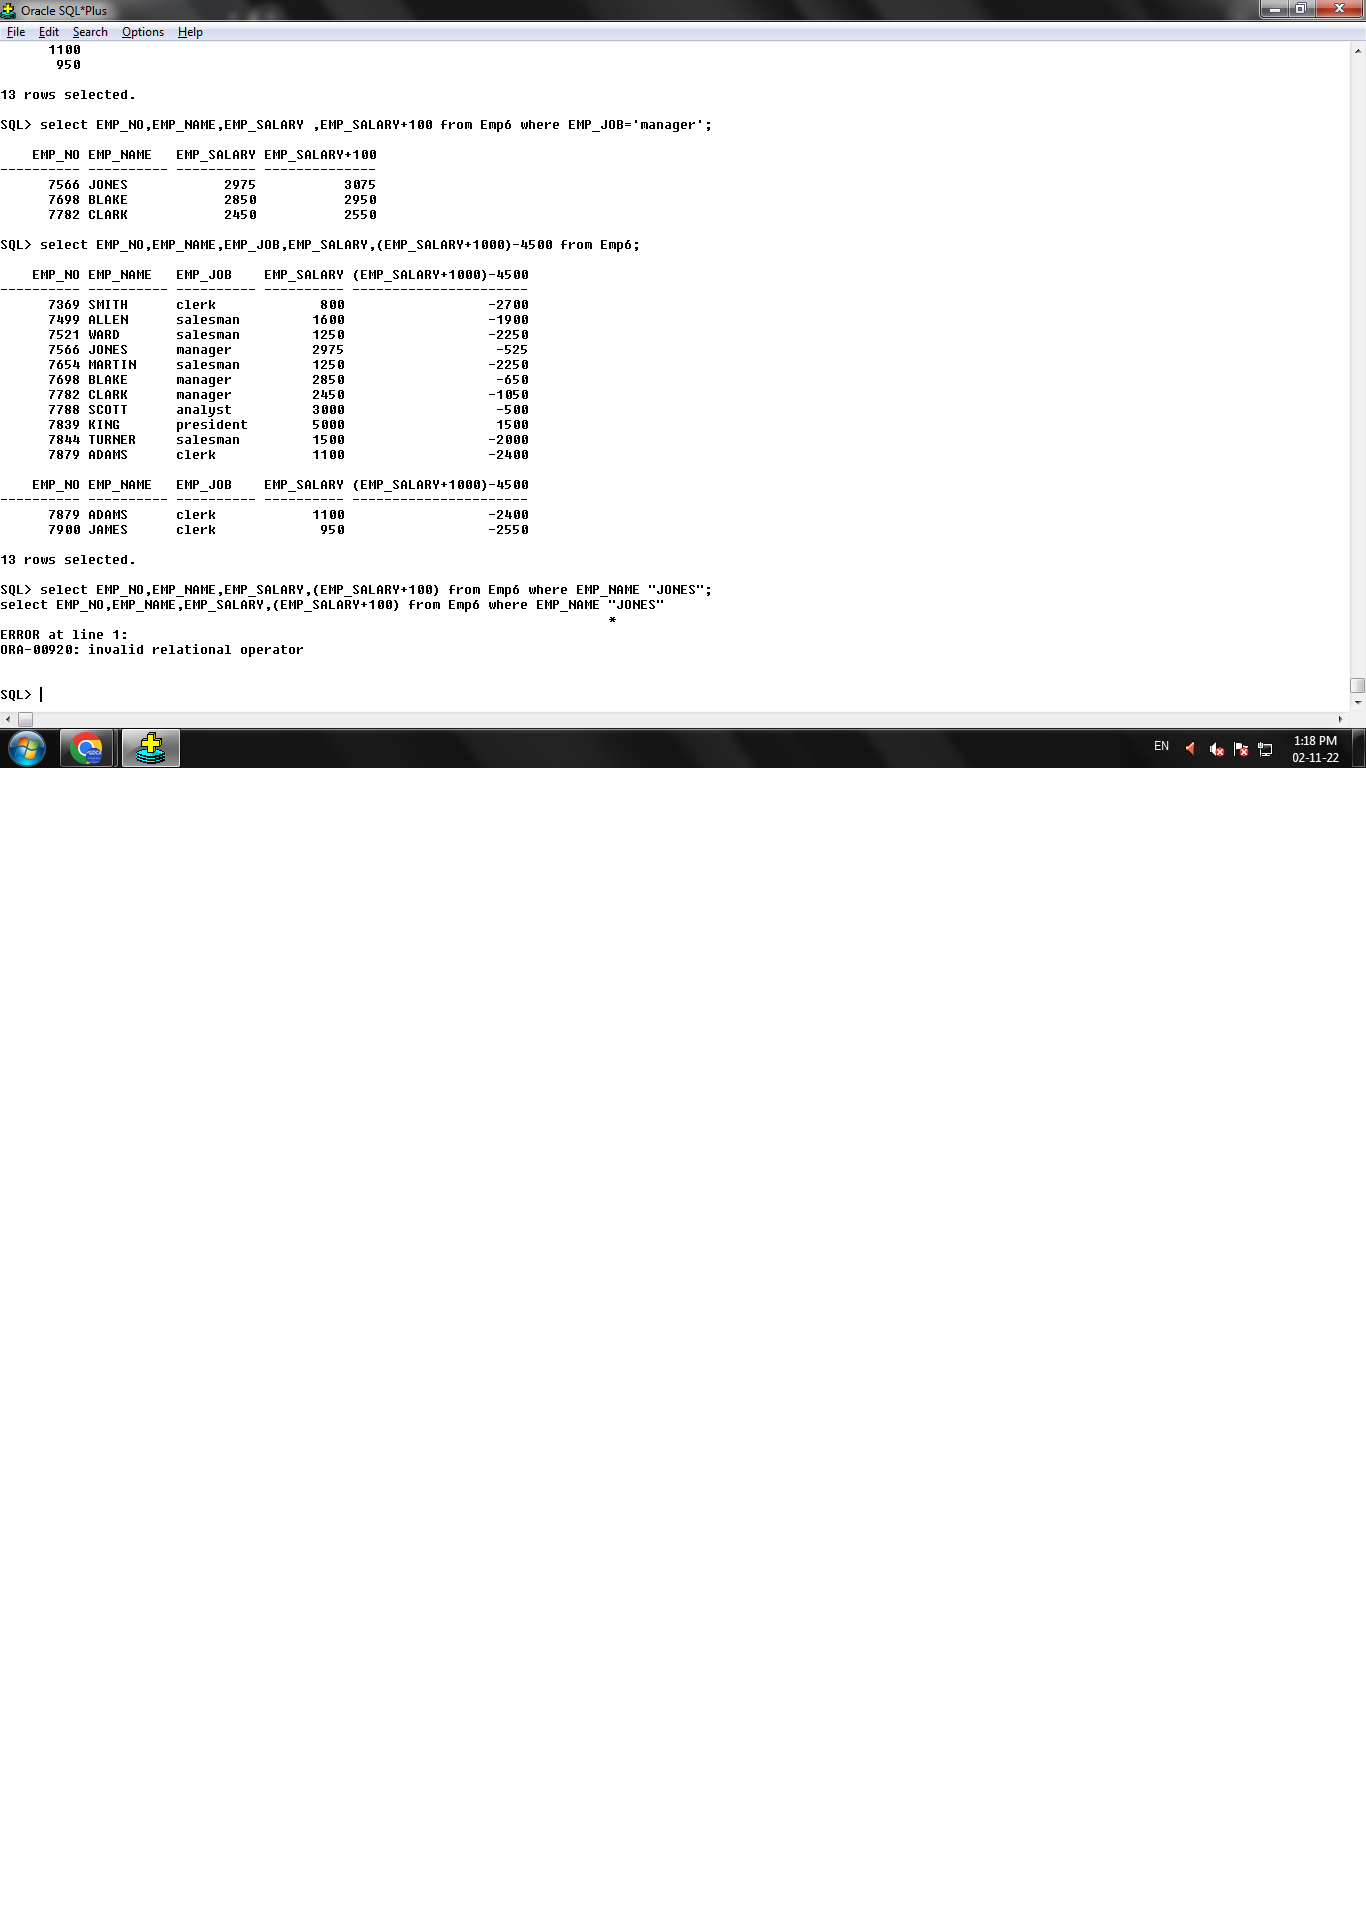 Oracle SQL*Plus
File Edit Search Options Help
1100
950
13 rows selected.
SQL> select EMP_NO,EMP_NAME,EMP_SALARY ,EMP_SALARY+100 from Emp6 where EMP_JOB='manager';
EMP_NO EMP_NAME EMP_SALARY EMP_SALARY+100
---------- ---------- ---------- --------------
7566 JONES 2975 3075
7698 BLAKE 2850 2950
7782 CLARK 2450 2550
SQL> select EMP_NO,EMP_NAME,EMP_JOB,EMP_SALARY,(EMP_SALARY+1000)-4500 from Emp6;
EMP_NO EMP_NAME EMP_JOB EMP_SALARY (EMP_SALARY+1000)-4500
---------- ---------- ---------- ---------- ----------------------
7369 SMITH clerk 800 -2700
7499 ALLEN salesman 1600 -1900
7521 WARD salesman 1250 -2250
7566 JONES manager 2975 -525
7654 MARTIN salesman 1250 -2250
7698 BLAKE manager 2850 -650
7782 CLARK manager 2450 -1050
7788 SCOTT analyst 3000 -500
7839 KING president 5000 1500
7844 TURNER salesman 1500 -2000
7879 ADAMS clerk 1100 -2400
EMP_NO EMP_NAME EMP_JOB EMP_SALARY (EMP_SALARY+1000)-4500
---------- ---------- ---------- ---------- ----------------------
7879 ADAMS clerk 1100 -2400
7900 JAMES clerk 950 -2550
13 rows selected.
SQL> select EMP_NO,EMP_NAME,EMP_SALARY,(EMP_SALARY+100) from Emp6 where EMP_NAME "JONES";
select EMP_NO,EMP_NAME,EMP_SALARY,(EMP_SALARY+100) from Emp6 where EMP_NAME "JONES"
*
ERROR at line 1:
ORA-00920: invalid relational operator
SQL>
EN
1:18 PM
02-11-22